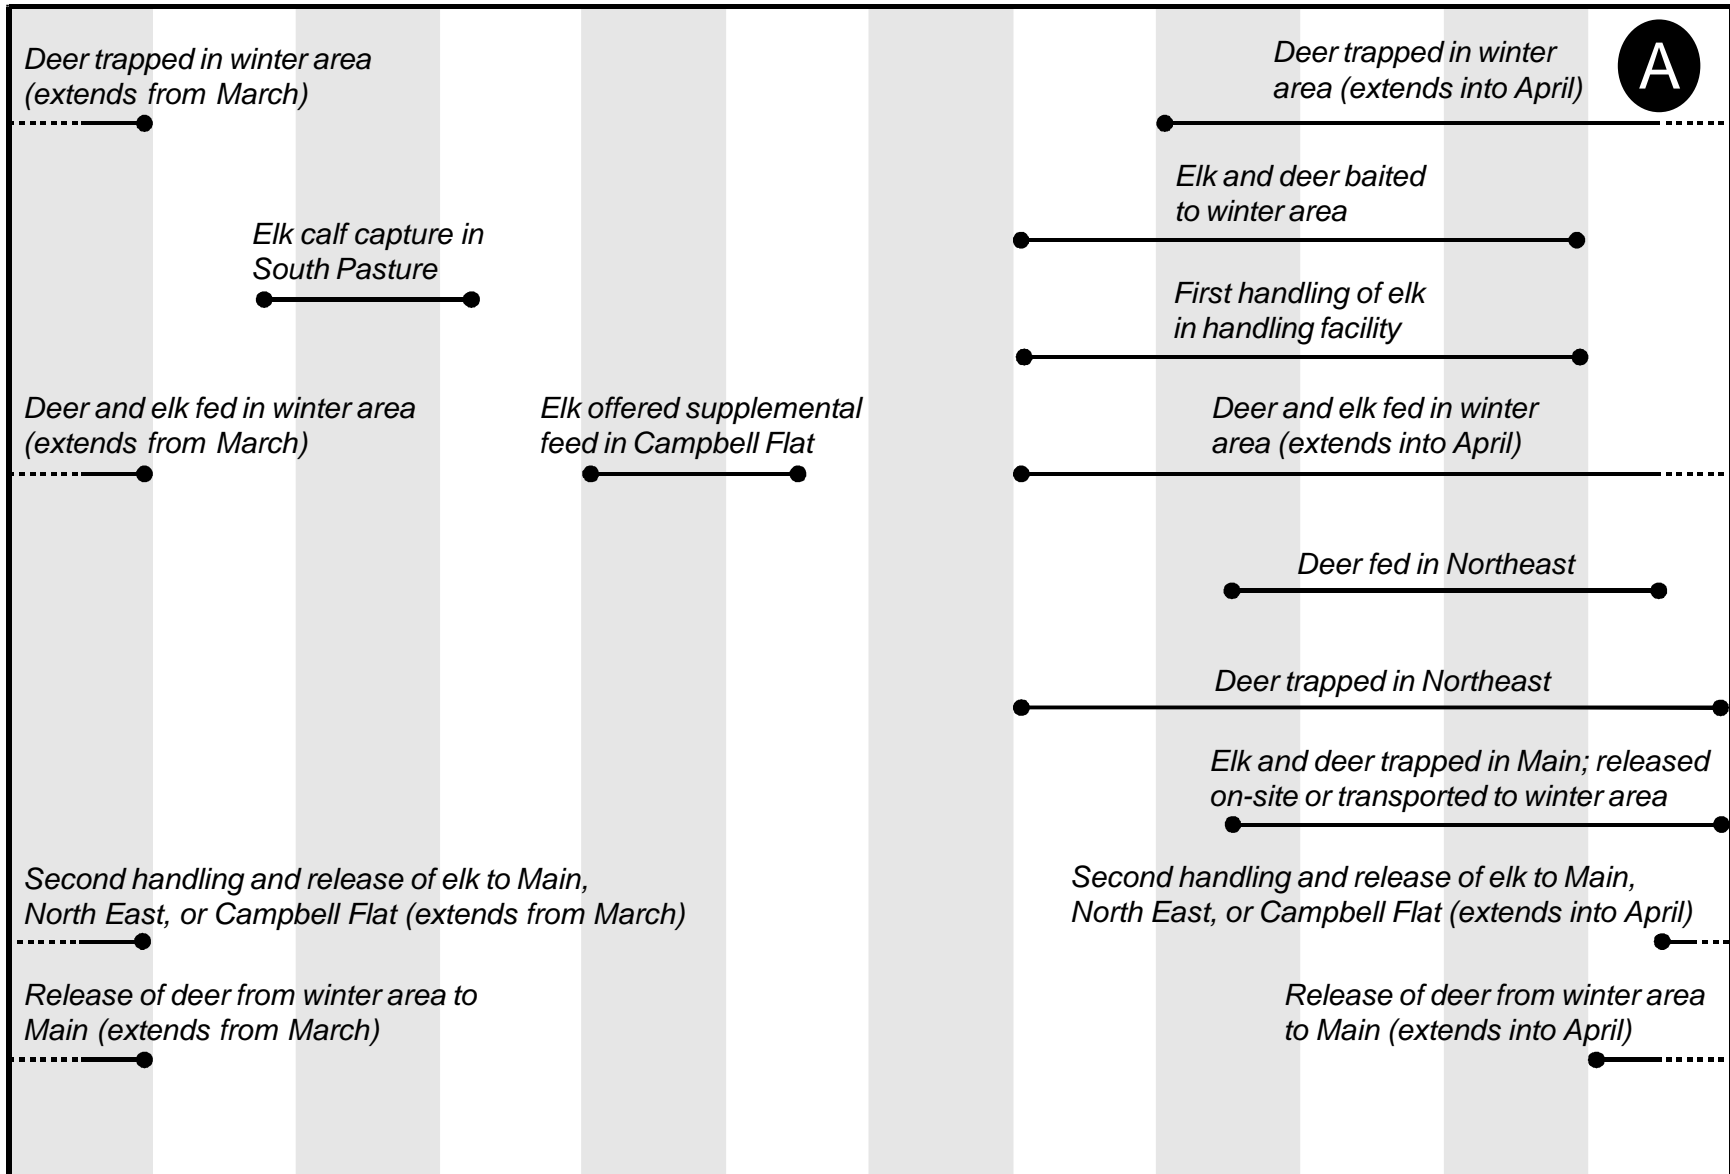 Deer trapped in winter area
(extends from March)
Deer trapped in winter
area (extends into April)
A
Elk and deer baited
to winter area
Elk calf capture in
South Pasture
First handling of elk
in handling facility
Deer and elk fed in winter area
(extends from March)
Elk offered supplemental
feed in Campbell Flat
Deer and elk fed in winter
area (extends into April)
Deer fed in Northeast
Deer trapped in Northeast
Elk and deer trapped in Main; released
on-site or transported to winter area
Second handling and release of elk to Main,
North East, or Campbell Flat (extends from March)
Second handling and release of elk to Main,
North East, or Campbell Flat (extends into April)
Release of deer from winter area to
Main (extends from March)
Release of deer from winter area
to Main (extends into April)